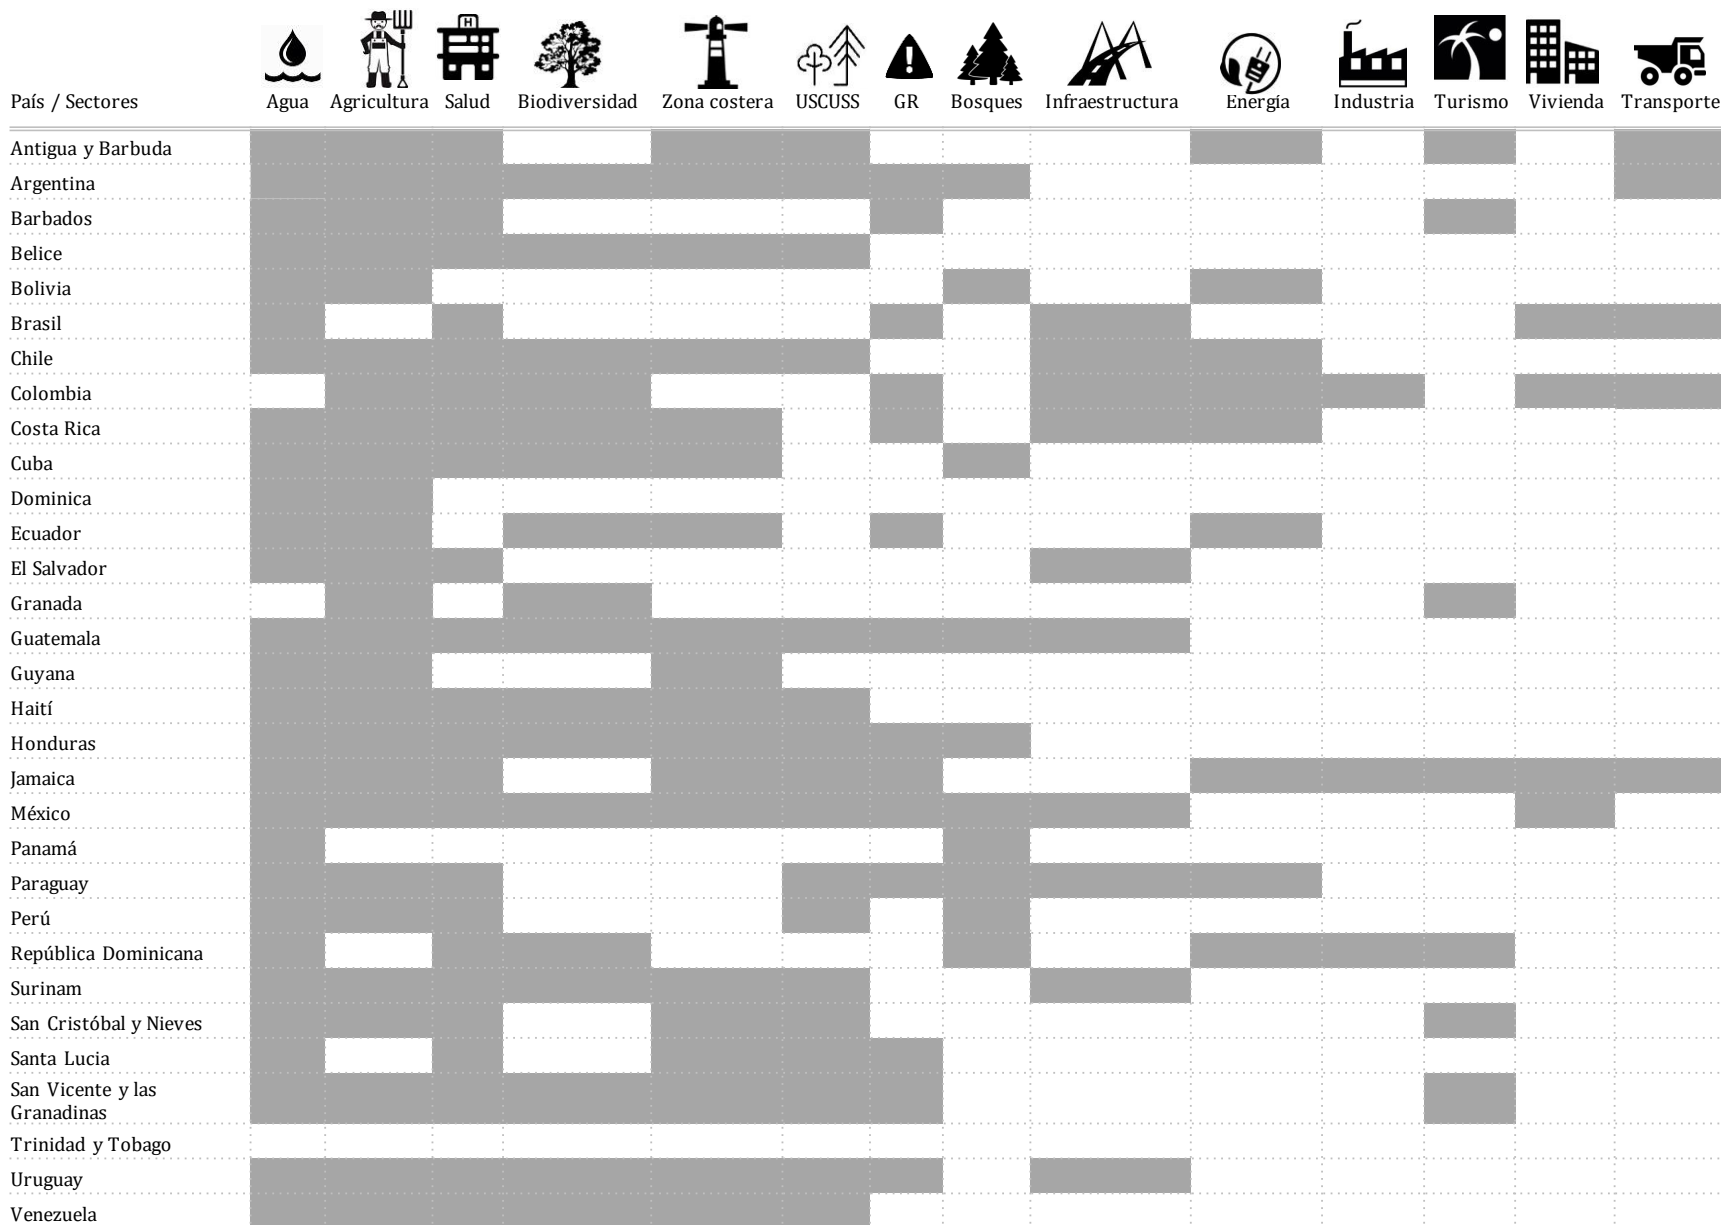 H
País / Sectores Agua Agricultura Salud Biodiversidad Zona costera USCUSS GR Bosques Infraestructura Energía Industria Turismo Vivienda Transporte
Antigua y Barbuda
Argentina
Barbados
Belice
Bolivia
Brasil
Chile
Colombia
Costa Rica
Cuba
Dominica
Ecuador
El Salvador
Granada
Guatemala
Guyana
Haití
Honduras
Jamaica
México
Panamá
Paraguay
Perú
República Dominicana
Surinam
San Cristóbal y Nieves
Santa Lucia
San Vicente y las
Granadinas
Trinidad y Tobago
Uruguay
Venezuela